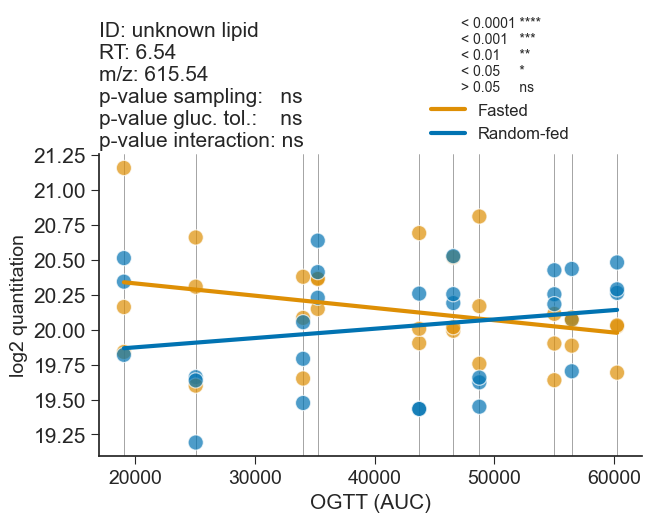 ID: unknown lipid
RT: 6.54
m/z: 615.54
p-value sampling: ns
p-value gluc. tol.: ns
p-value interaction: ns
< 0.0001 ****
< 0.001 ***
< 0.01 **
< 0.05 *
> 0.05 ns
Fasted
Random-fed
21.25
21.00
20.75
20.50
20.25
20.00
19.75
19.50
19.25
log2 quantitation
20000 30000 40000 50000 60000
OGTT (AUC)